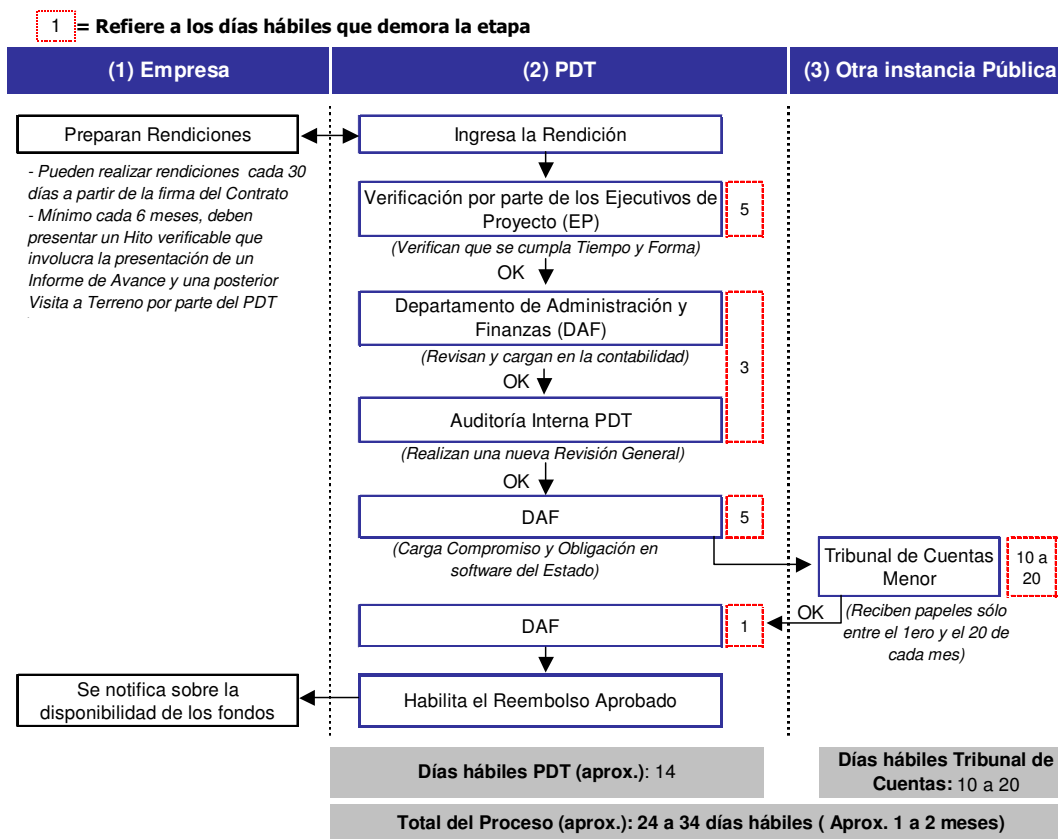 1 = Refiere a los días hábiles que demora la etapa
(1) Empresa
(2) PDT
(3) Otra instancia Pública
Preparan Rendiciones
- Pueden realizar rendiciones cada 30
días a partir de la firma del Contrato
- Mínimo cada 6 meses, deben
presentar un Hito verificable que
involucra la presentación de un
Informe de Avance y una posterior
Visita a Terreno por parte del PDT
Ingresa la Rendición
Verificación por parte de los Ejecutivos de
Proyecto (EP)
5
(Verifican que se cumpla Tiempo y Forma)
OK
Departamento de Administración y
Finanzas (DAF)
(Revisan y cargan en la contabilidad)
3
OK
Auditoría Interna PDT
(Realizan una nueva Revisión General)
OK
DAF
5
(Carga Compromiso y Obligación en
software del Estado)
Tribunal de Cuentas
Menor
10 a
20
(Reciben papeles sólo
entre el 1ero y el 20 de
cada mes)
OK
DAF
1
Habilita el Reembolso Aprobado
Se notifica sobre la
disponibilidad de los fondos
Días hábiles PDT (aprox.): 14
Días hábiles Tribunal de
Cuentas: 10 a 20
Total del Proceso (aprox.): 24 a 34 días hábiles ( Aprox. 1 a 2 meses)